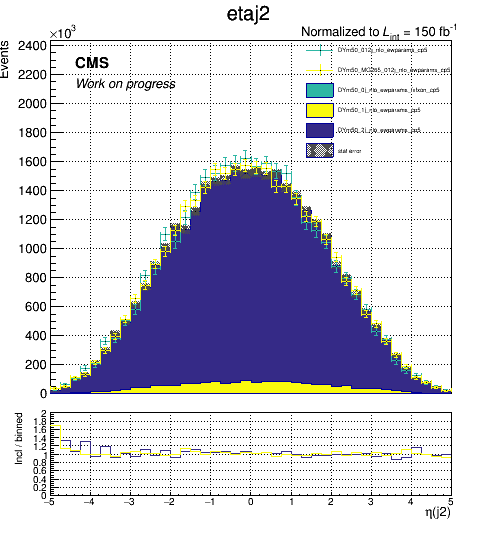 etaj2
Normalized to L_int = 150 fb⁻¹
×10³
Events
2400
2200
2000
1800
1600
1400
1200
1000
800
600
400
200
0
CMS
Work on progress
DYm50_012j_nlo_ewparams_cp5
DYm50_MG265_012j_nlo_ewparams_cp5
DYm50_1j_nlo_ewparams_cp5
DYm50_2j_nlo_ewparams_cp5
stat error
Incl / binned
2
1.8
1.6
1.4
1.2
1
0.8
0.6
0.4
0.2
0
−5 −4 −3 −2 −1 0 1 2 3 4 5
η(j2)